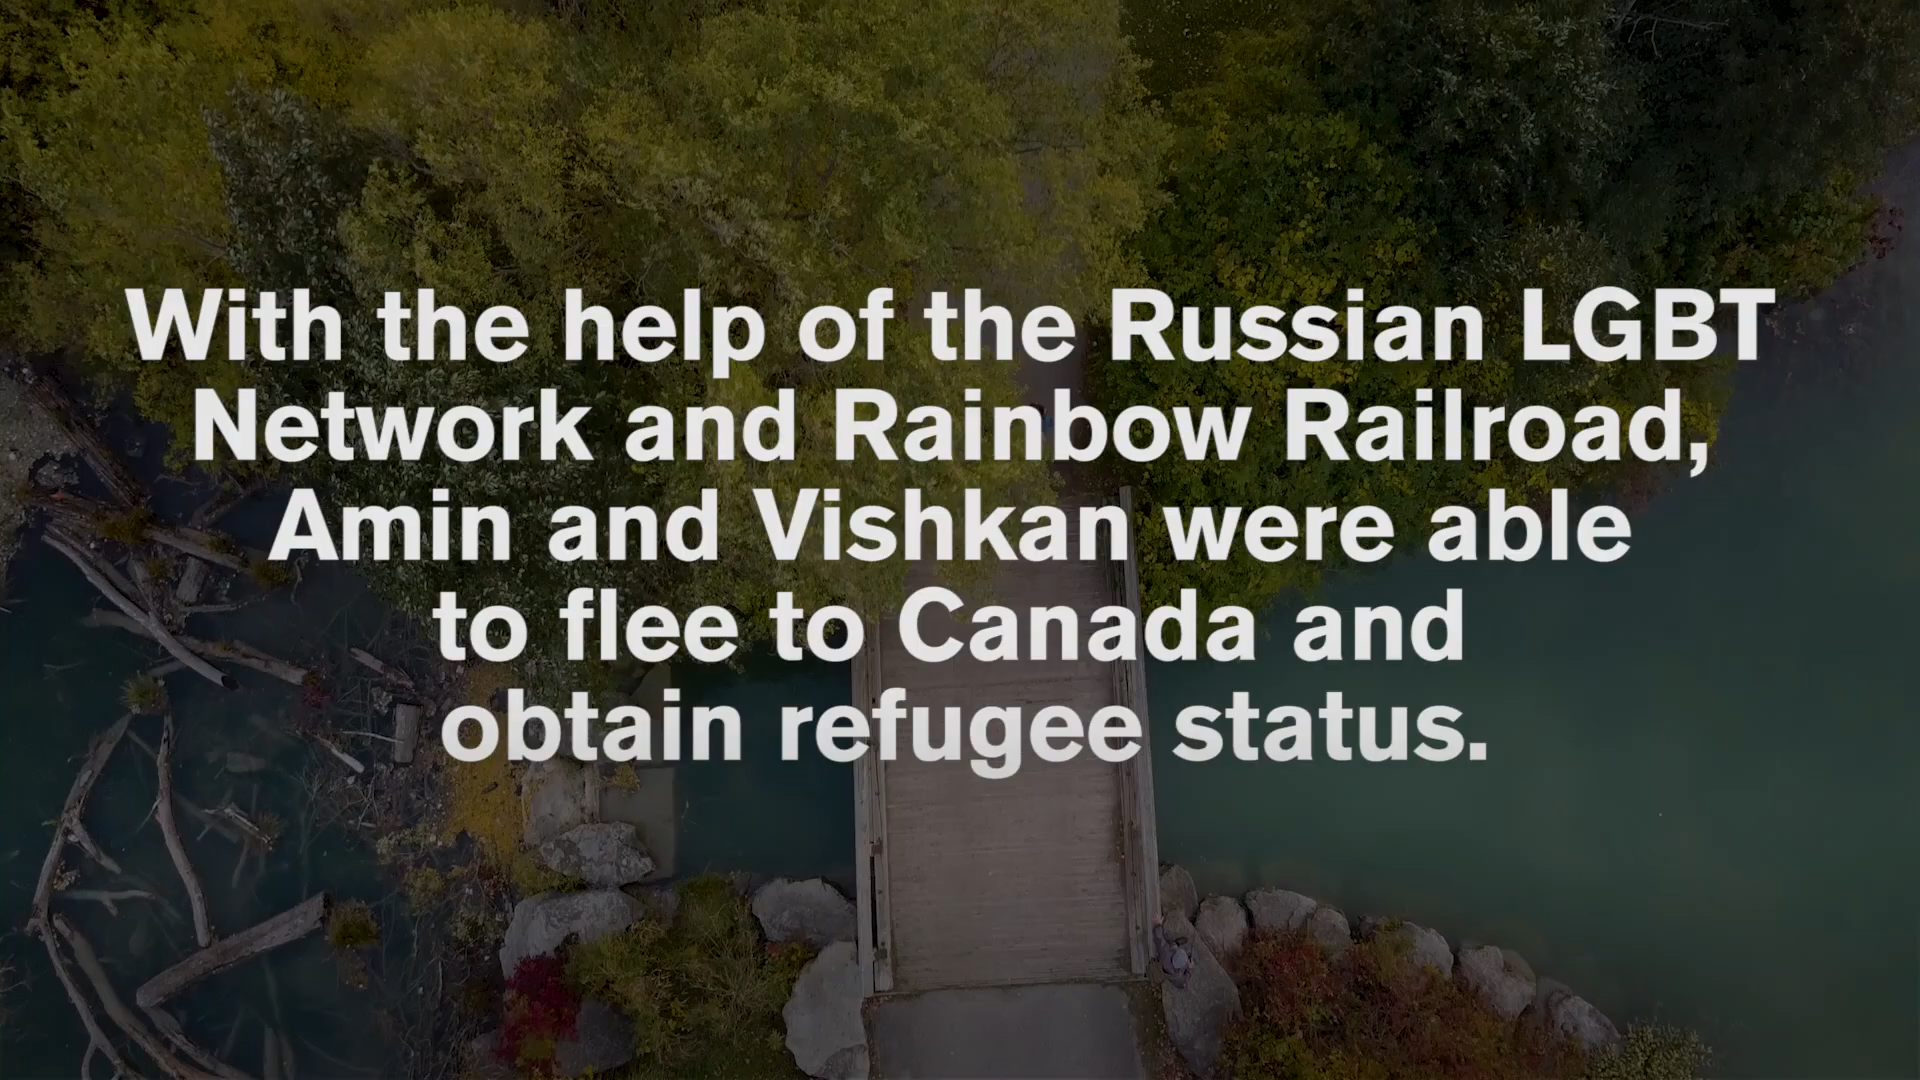 With the help of the Russian LGBT
Network and Rainbow Railroad,
Amin and Vishkan were able
to flee to Canada and
obtain refugee status.